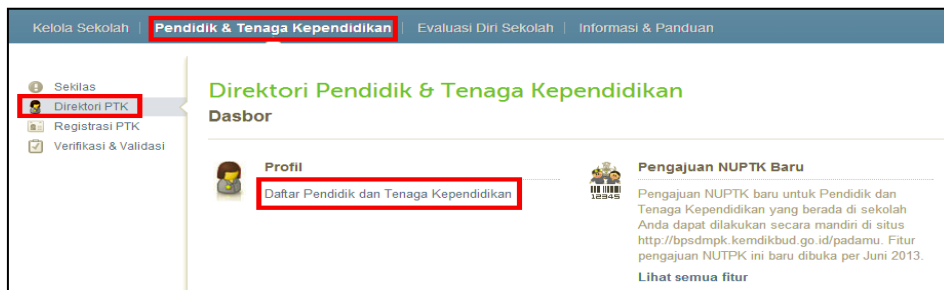 Kelola Sekolah | Pendidik & Tenaga Kependidikan | Evaluasi Diri Sekolah | Informasi & Panduan
Sekilas
Direktori PTK
Registrasi PTK
Verifikasi & Validasi
Direktori Pendidik & Tenaga Kependidikan
Dasbor
Profil
Daftar Pendidik dan Tenaga Kependidikan
12345
Pengajuan NUPTK Baru
Pengajuan NUPTK baru untuk Pendidik dan
Tenaga Kependidikan yang berada di sekolah
Anda dapat dilakukan secara mandiri di situs
http://bpsdmpk.kemdikbud.go.id/padamu. Fitur
pengajuan NUTPK ini baru dibuka per Juni 2013.
Lihat semua fitur